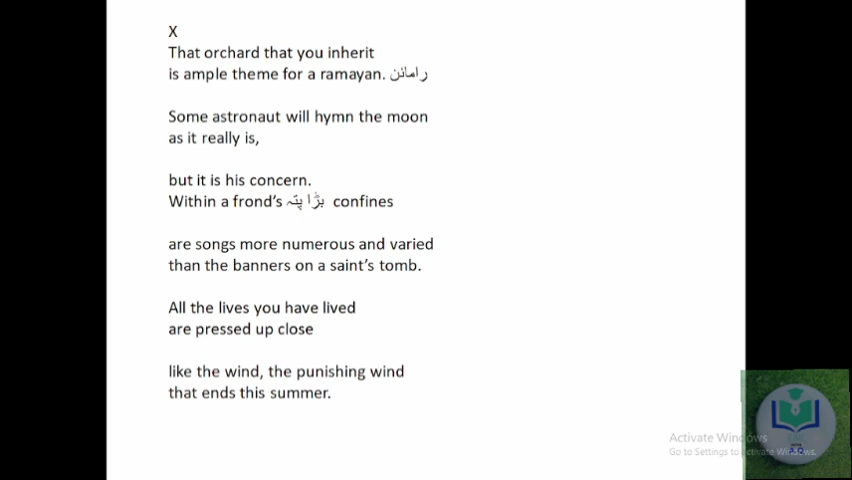 X
That orchard that you inherit
is ample theme for a ramayan. رامائن
Some astronaut will hymn the moon
as it really is,
but it is his concern.
Within a frond’s بڑا پتہ confines
are songs more numerous and varied
than the banners on a saint’s tomb.
All the lives you have lived
are pressed up close
like the wind, the punishing wind
that ends this summer.
Activate Windows
Go to Settings to activate Windows.